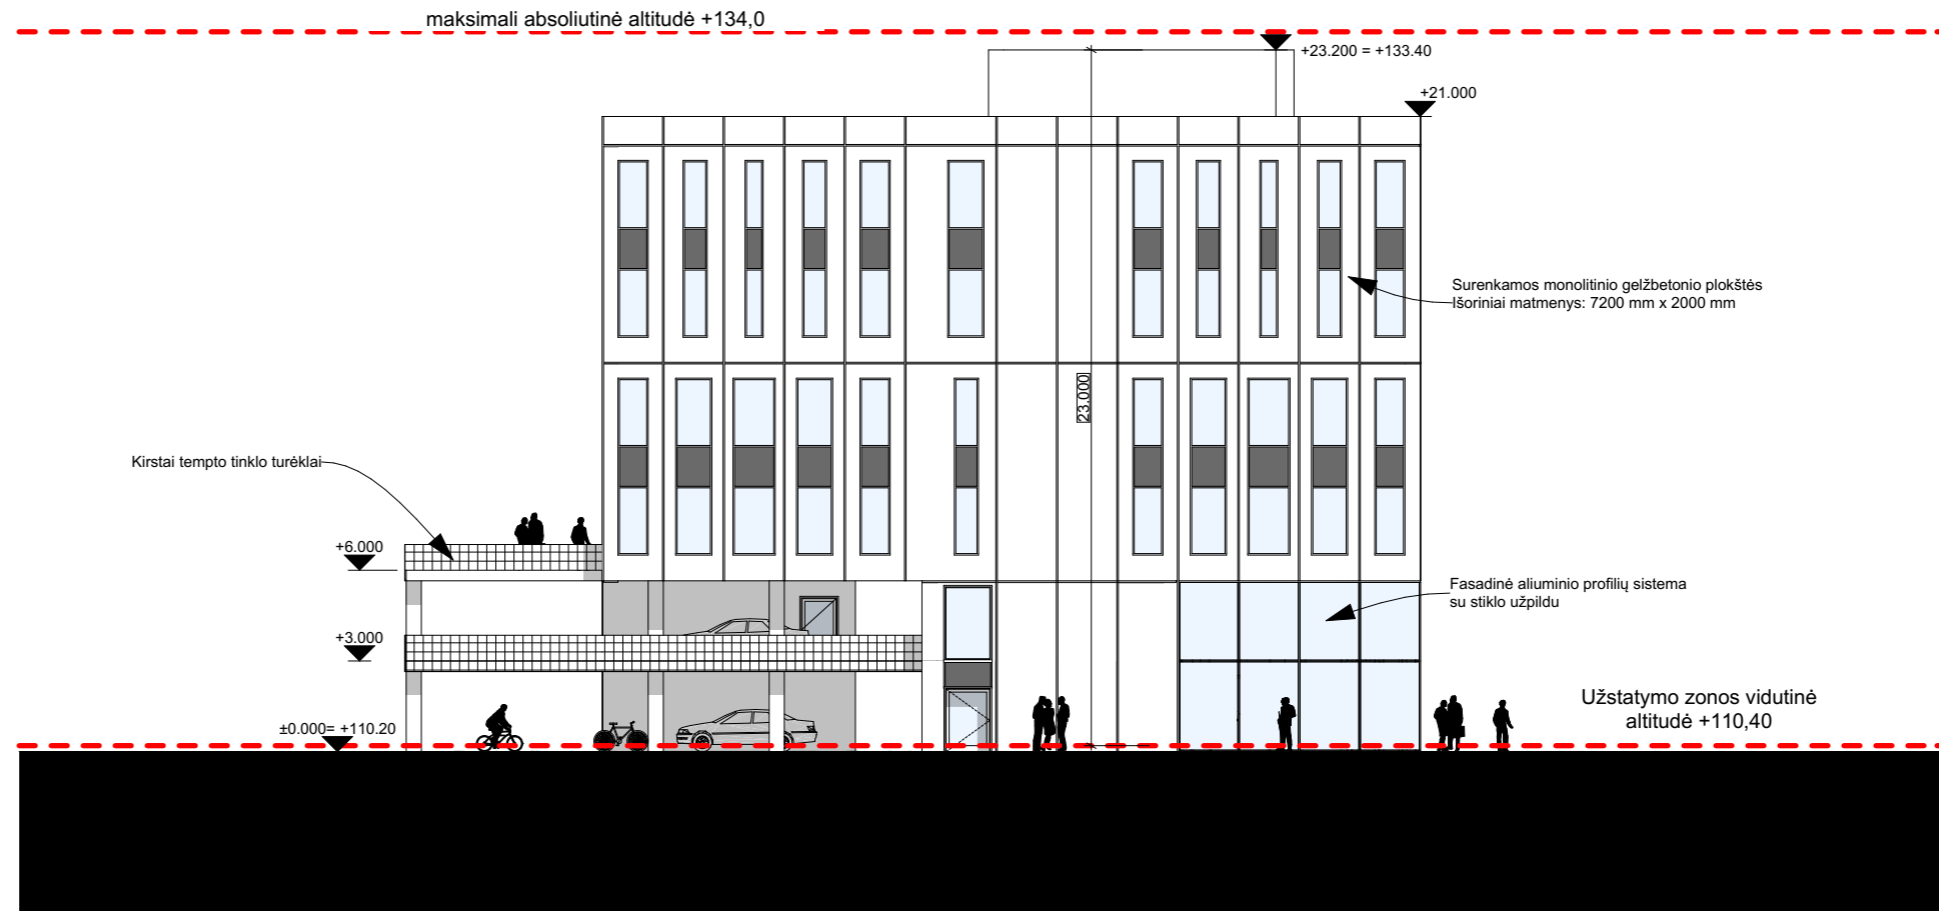 maksimali absoliutinė altitudė +134,0
+23.200 = +133.40
+21.000
Surenkamos monolitinio gelžbetonio plokštės
Išoriniai matmenys: 7200 mm x 2000 mm
23.000
Kirstai tempto tinklo turėklai
+6.000
Fasadinė aliuminio profilių sistema
su stiklo užpildu
+3.000
Užstatymo zonos vidutinė
altitudė +110,40
±0.000= +110.20